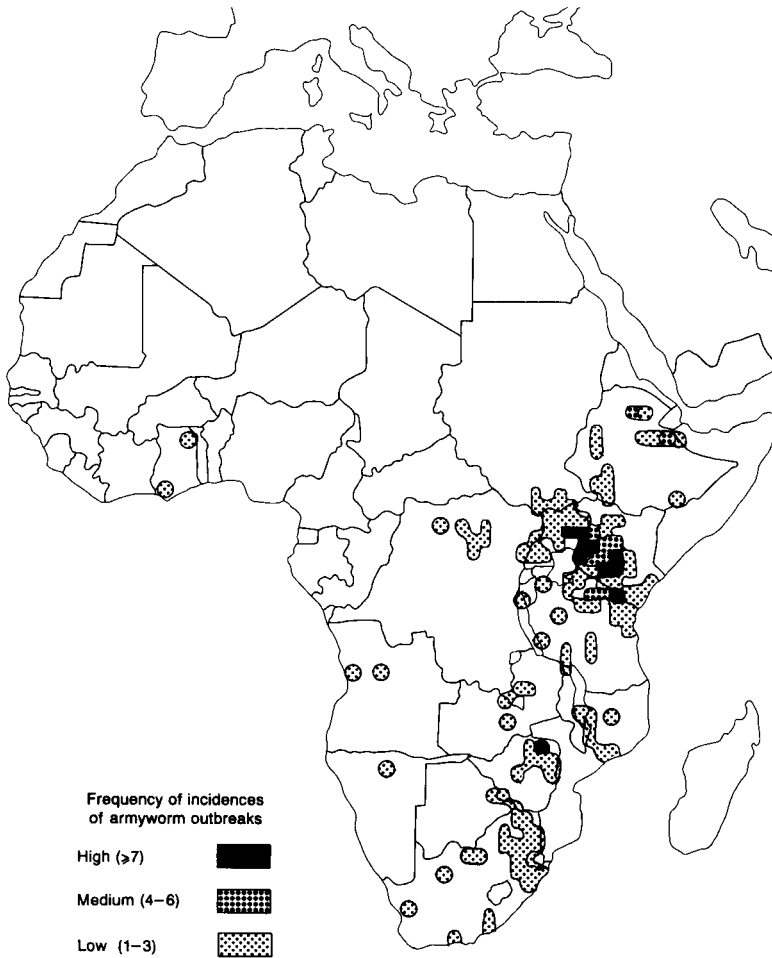 Frequency of incidences
of armyworm outbreaks
High (⩾7)
Medium (4–6)
Low (1–3)